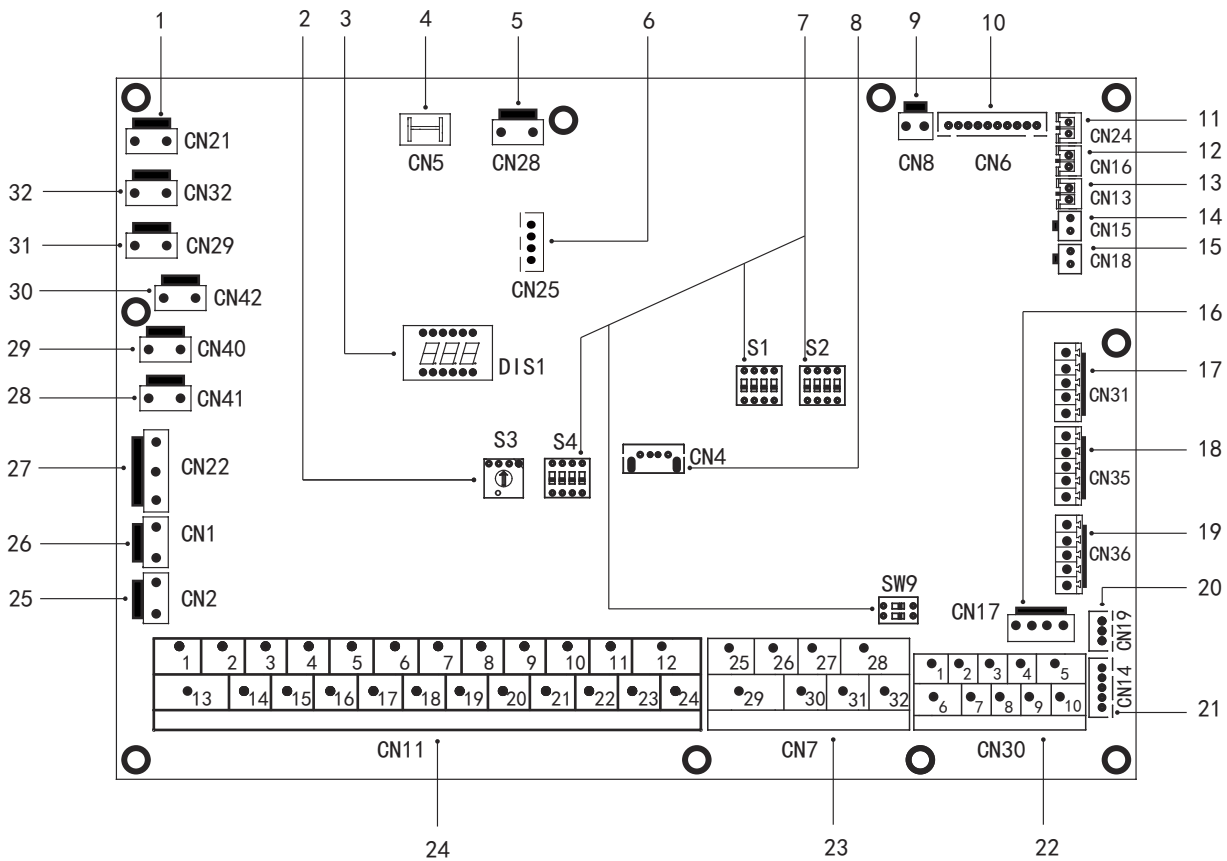 1 2 3 4 5 6 7 8 9 10
CN21
CN5
CN28
CN8 CN6
CN24 11
CN16 12
CN13 13
CN15 14
CN18 15
32 CN32
31 CN29
CN25
30 CN42
16
29 CN40
DIS1
S1 S2
CN31 17
28 CN41
27 CN22
S3 S4
CN4
CN35 18
26 CN1
CN36 19
25 CN2
SW9
CN17
CN19 20
1 2 3 4 5 6 7 8 9 10 11 12
13 14 15 16 17 18 19 20 21 22 23 24
CN11
25 26 27 28
29 30 31 32
CN7
1 2 3 4 5
6 7 8 9 10
CN30
CN14 21
24 23 22